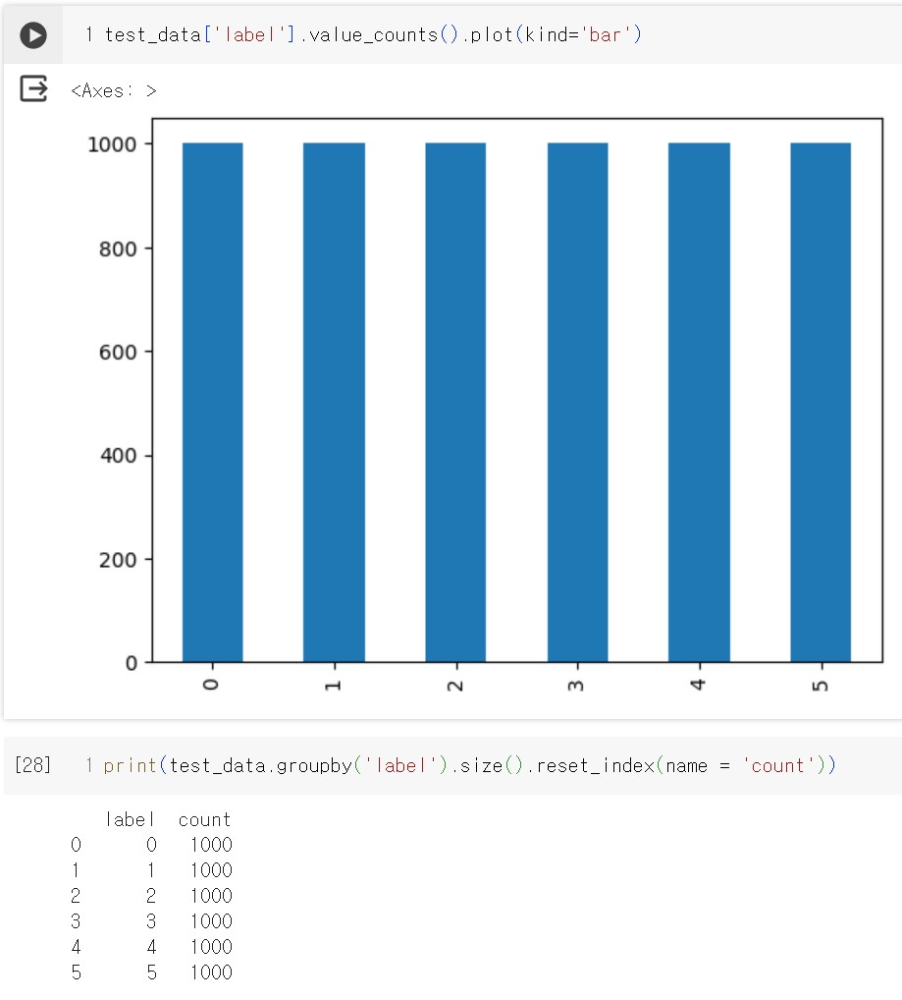 1 test_data['label'].value_counts().plot(kind='bar')
<Axes: >
1000
800
600
400
200
0
0 1 2 3 4 5
[28] 1 print(test_data.groupby('label').size().reset_index(name = 'count'))
label count
0 0 1000
1 1 1000
2 2 1000
3 3 1000
4 4 1000
5 5 1000